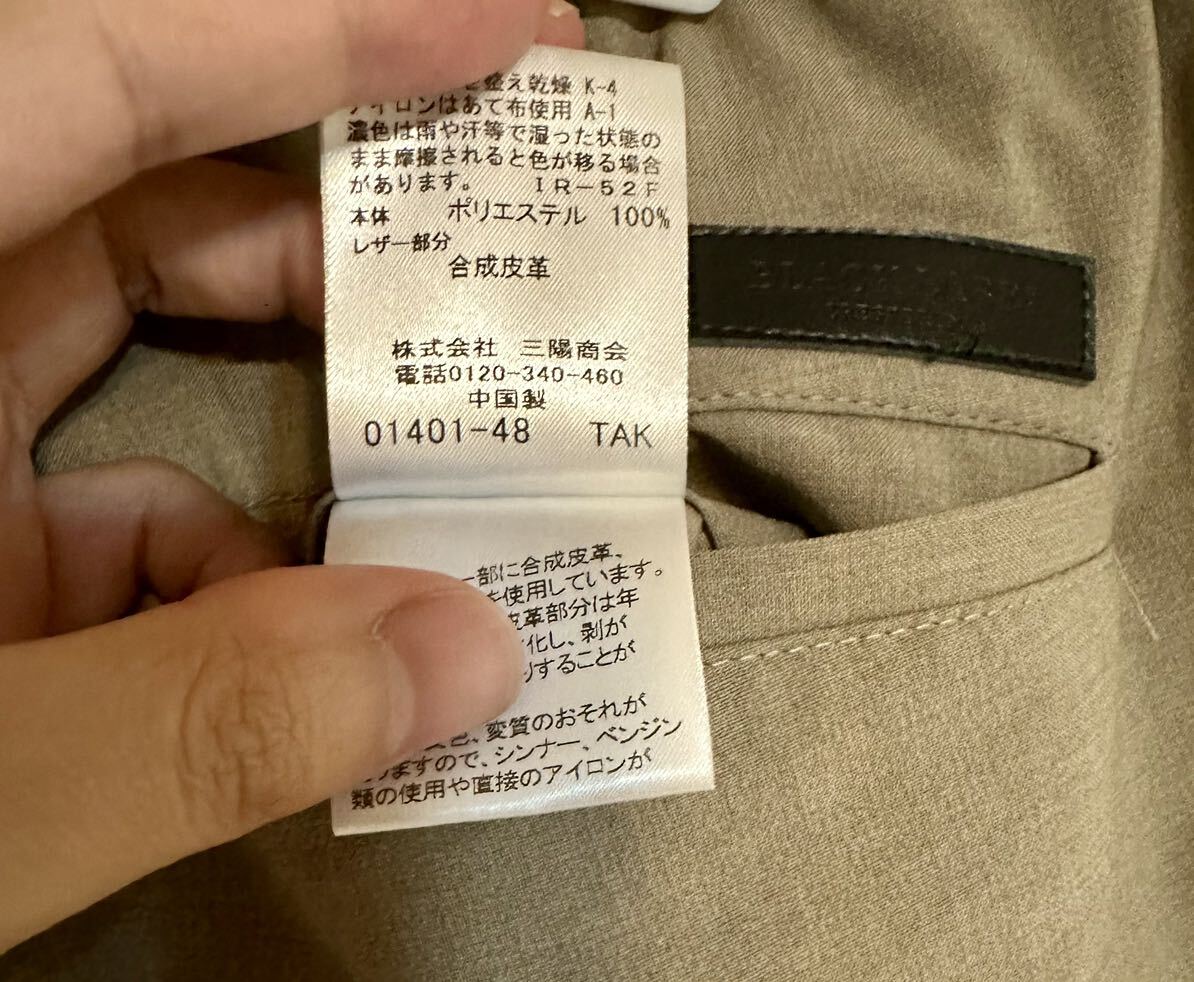 整え乾燥 K-4
アイロンはあて布使用 A-1
濃色は雨や汗等で湿った状態の
まま摩擦されると色が移る場合
があります。 IR-52F
本体 ポリエステル 100%
レザー部分
合成皮革
株式会社 三陽商会
電話0120-340-460
中国製
01401-48 TAK
一部に合成皮革、
を使用しています。
皮革部分は年
化し、剥が
りすることが
変質のおそれが
ますので、シンナー、ベンジン
類の使用や直接のアイロンが
BLACK LABEL